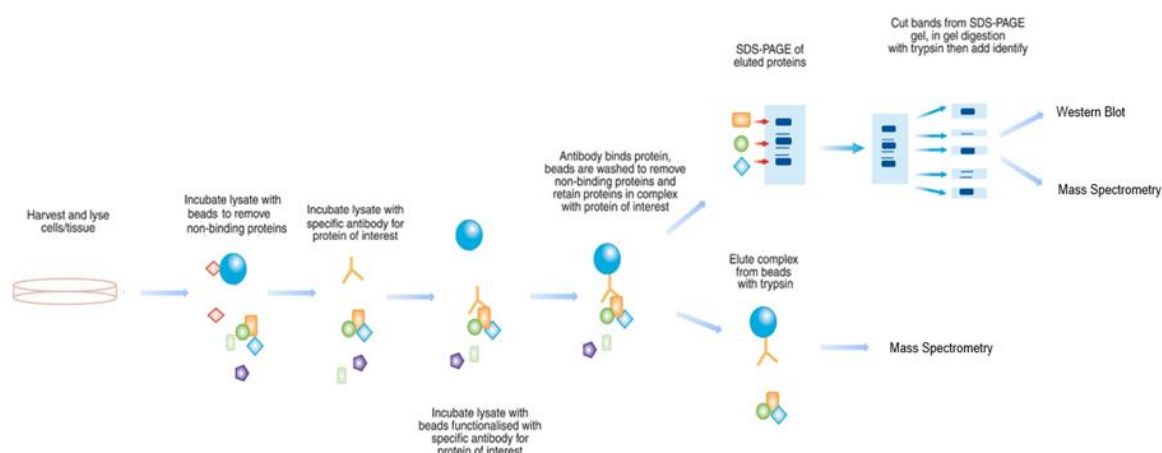 Harvest and lyse
cells/tissue
Incubate lysate with
beads to remove
non-binding proteins
Incubate lysate with
specific antibody for
protein of interest
Incubate lysate with
beads functionalised with
specific antibody for
protein of interest
Antibody binds protein,
beads are washed to remove
non-binding proteins and
retain proteins in complex
with protein of interest
SDS-PAGE of
eluted proteins
Cut bands from SDS-PAGE
gel, in gel digestion
with trypsin then add identify
Western Blot
Mass Spectrometry
Elute complex
from beads
with trypsin
Mass Spectrometry